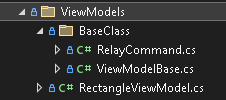 ViewModels
BaseClass
C# RelayCommand.cs
C# ViewModelBase.cs
C# RectangleViewModel.cs